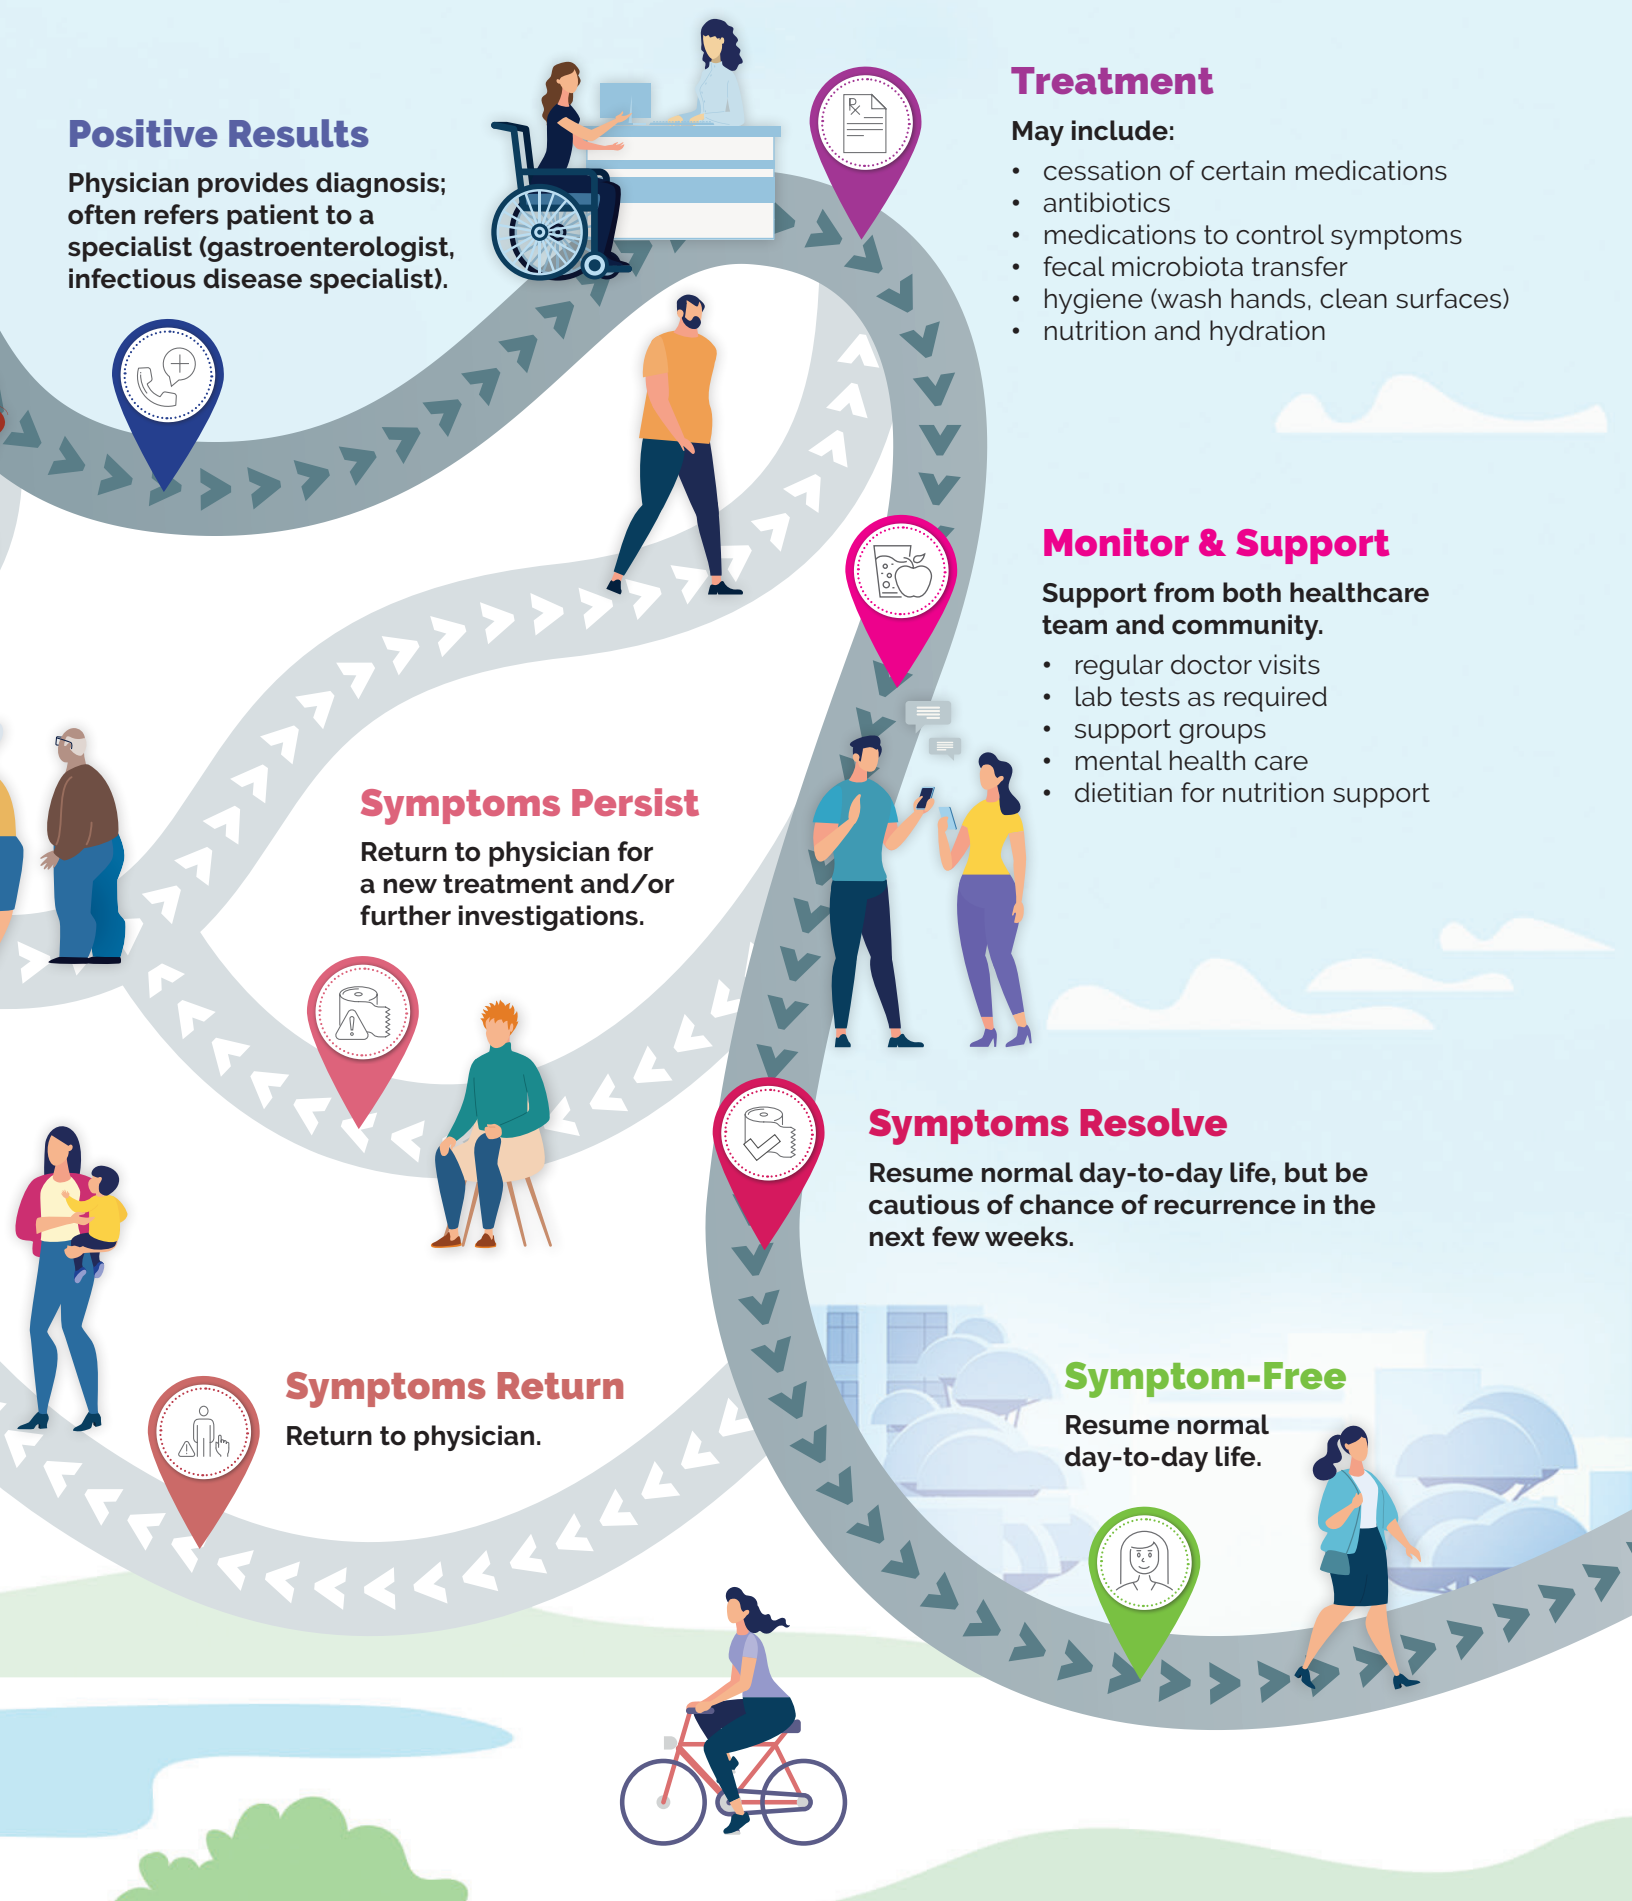 Positive Results
Physician provides diagnosis;
often refers patient to a
specialist (gastroenterologist,
infectious disease specialist).
Treatment
May include:
• cessation of certain medications
• antibiotics
• medications to control symptoms
• fecal microbiota transfer
• hygiene (wash hands, clean surfaces)
• nutrition and hydration
Monitor & Support
Support from both healthcare
team and community.
• regular doctor visits
• lab tests as required
• support groups
• mental health care
• dietitian for nutrition support
Symptoms Persist
Return to physician for
a new treatment and/or
further investigations.
Symptoms Resolve
Resume normal day-to-day life, but be
cautious of chance of recurrence in the
next few weeks.
Symptoms Return
Return to physician.
Symptom-Free
Resume normal
day-to-day life.